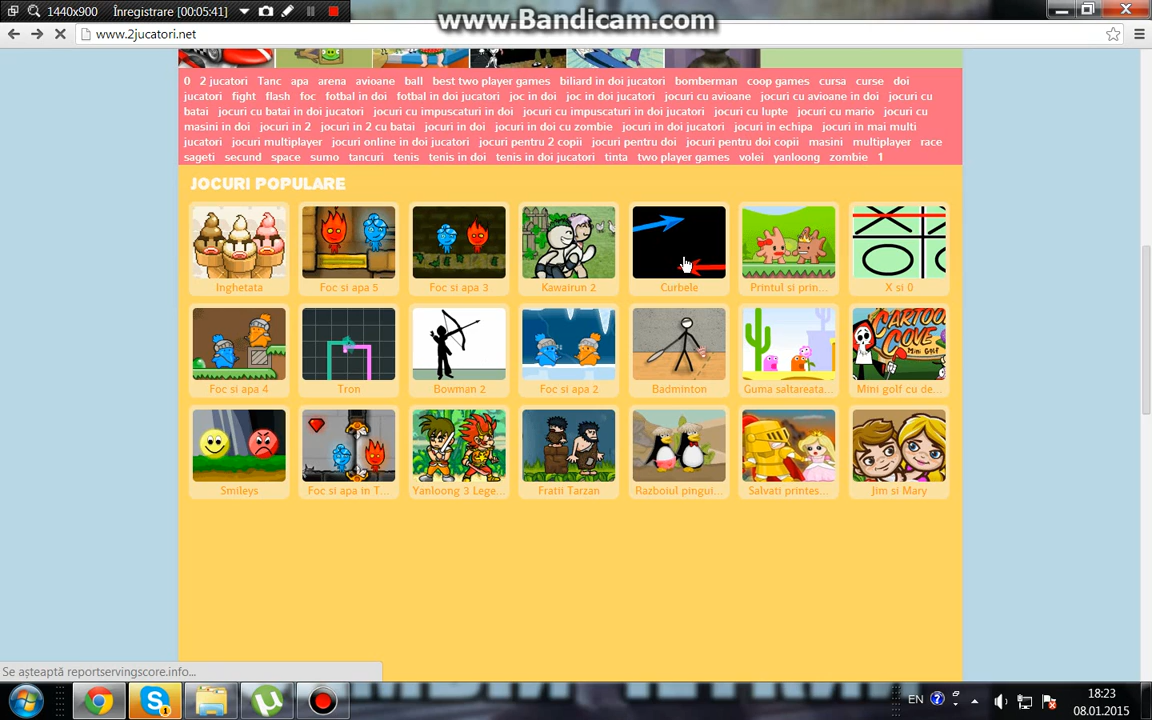 1440x900 Înregistrare [00:05:41]
www.Bandicam.com
www.2jucatori.net
0 2 jucatori Tanc apa arena avioane ball best two player games biliard in doi jucatori bomberman coop games cursa curse doi
jucatori fight flash foc fotbal in doi fotbal in doi jucatori joc in doi joc in doi jucatori jocuri cu avioane jocuri cu avioane in doi jocuri cu
batai jocuri cu batai in doi jucatori jocuri cu impuscaturi in doi jocuri cu impuscaturi in doi jucatori jocuri cu lupte jocuri cu mario jocuri cu
masini in doi jocuri in 2 jocuri in 2 cu batai jocuri in doi jocuri in doi cu zombie jocuri in doi jucatori jocuri in echipa jocuri in mai multi
jucatori jocuri multiplayer jocuri online in doi jucatori jocuri pentru 2 copii jocuri pentru doi jocuri pentru doi copii masini multiplayer race
sageti secund space sumo tancuri tenis tenis in doi tenis in doi jucatori tinta two player games volei yanloong zombie 1
JOCURI POPULARE
Inghetata Foc si apa 5 Foc si apa 3 Kawairun 2 Curbele Printul si prin... X si 0
CARTOON
COVE
MINI GOLF
Foc si apa 4 Tron Bowman 2 Foc si apa 2 Badminton Guma saltareata... Mini golf cu de...
Smileys Foc si apa in T... Yanloong 3 Lege... Fratii Tarzan Razboiul pingui... Salvati printes... Jim si Mary
Se așteaptă reportservingscore.info...
EN
18:23
08.01.2015